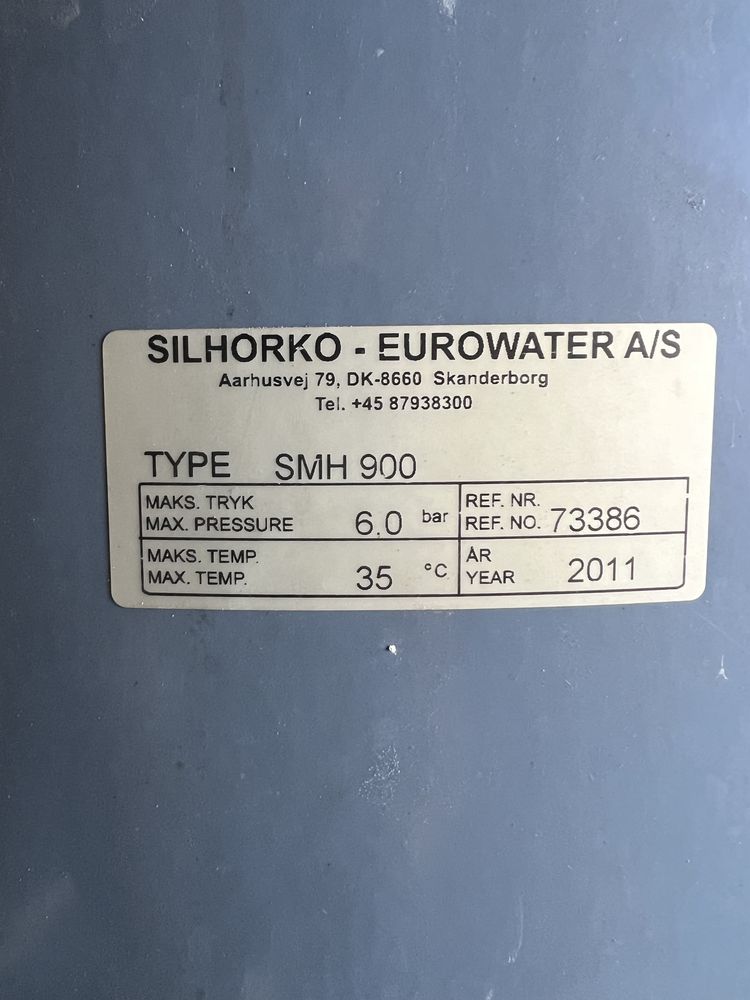 SILHORKO - EUROWATER A/S
Aarhusvej 79, DK-8660 Skanderborg
Tel. +45 87938300
TYPE SMH 900
MAKS. TRYK
MAX. PRESSURE 6.0 bar
REF. NR.
REF. NO. 73386
MAKS. TEMP.
MAX. TEMP. 35 °C
ÅR
YEAR 2011